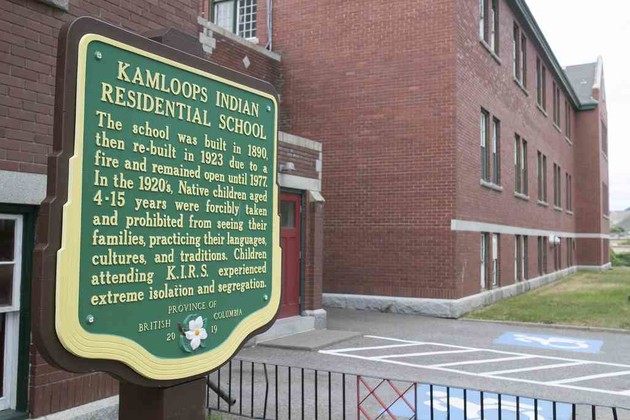 KAMLOOPS INDIAN
RESIDENTIAL SCHOOL
The school was built in 1890,
then re-built in 1923 due to a
fire and remained open until 1977.
In the 1920's, Native children aged
4-15 years were forcibly taken
and prohibited from seeing their
families, practicing their languages,
cultures, and traditions. Children
attending K.I.R.S. experienced
extreme isolation and segregation.
PROVINCE OF
BRITISH COLUMBIA
20 19